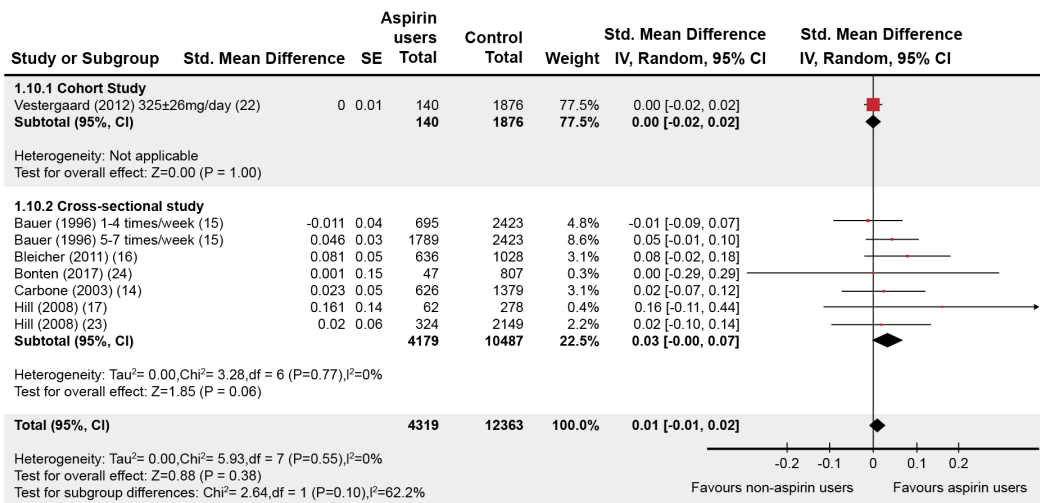 Study or Subgroup Std. Mean Difference SE Aspirin users Total Control Total Weight Std. Mean Difference IV, Random, 95% CI Std. Mean Difference IV, Random, 95% CI
1.10.1 Cohort Study
Vestergaard (2012) 325±26mg/day (22) 0 0.01 140 1876 77.5% 0.00 [-0.02, 0.02]
Subtotal (95%, CI) 140 1876 77.5% 0.00 [-0.02, 0.02]
Heterogeneity: Not applicable
Test for overall effect: Z=0.00 (P = 1.00)
1.10.2 Cross-sectional study
Bauer (1996) 1-4 times/week (15) -0.011 0.04 695 2423 4.8% -0.01 [-0.09, 0.07]
Bauer (1996) 5-7 times/week (15) 0.046 0.03 1789 2423 8.6% 0.05 [-0.01, 0.10]
Bleicher (2011) (16) 0.081 0.05 636 1028 3.1% 0.08 [-0.02, 0.18]
Bonten (2017) (24) 0.001 0.15 47 807 0.3% 0.00 [-0.29, 0.29]
Carbone (2003) (14) 0.023 0.05 626 1379 3.1% 0.02 [-0.07, 0.12]
Hill (2008) (17) 0.161 0.14 62 278 0.4% 0.16 [-0.11, 0.44]
Hill (2008) (23) 0.02 0.06 324 2149 2.2% 0.02 [-0.10, 0.14]
Subtotal (95%, CI) 4179 10487 22.5% 0.03 [-0.00, 0.07]
Heterogeneity: Tau²= 0.00,Chi²= 3.28,df = 6 (P=0.77),I²=0%
Test for overall effect: Z=1.85 (P = 0.06)
Total (95%, CI) 4319 12363 100.0% 0.01 [-0.01, 0.02]
Heterogeneity: Tau²= 0.00,Chi²= 5.93,df = 7 (P=0.55),I²=0%
Test for overall effect: Z=0.88 (P = 0.38)
Test for subgroup differences: Chi²= 2.64,df = 1 (P=0.10),I²=62.2%
-0.2 -0.1 0 0.1 0.2
Favours non-aspirin users Favours aspirin users